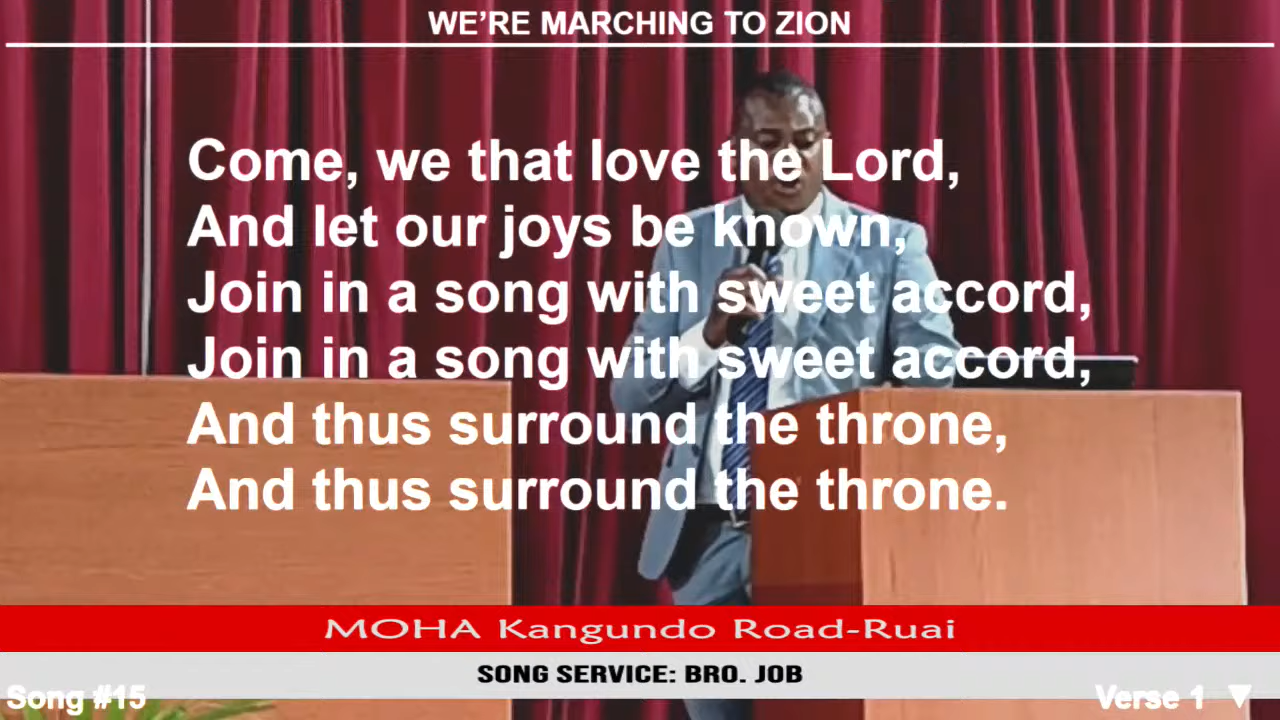 WE’RE MARCHING TO ZION
Come, we that love the Lord,
And let our joys be known,
Join in a song with sweet accord,
Join in a song with sweet accord,
And thus surround the throne,
And thus surround the throne.
MOHA Kangundo Road-Ruai
SONG SERVICE: BRO. JOB
Song #15
Verse 1 ▼